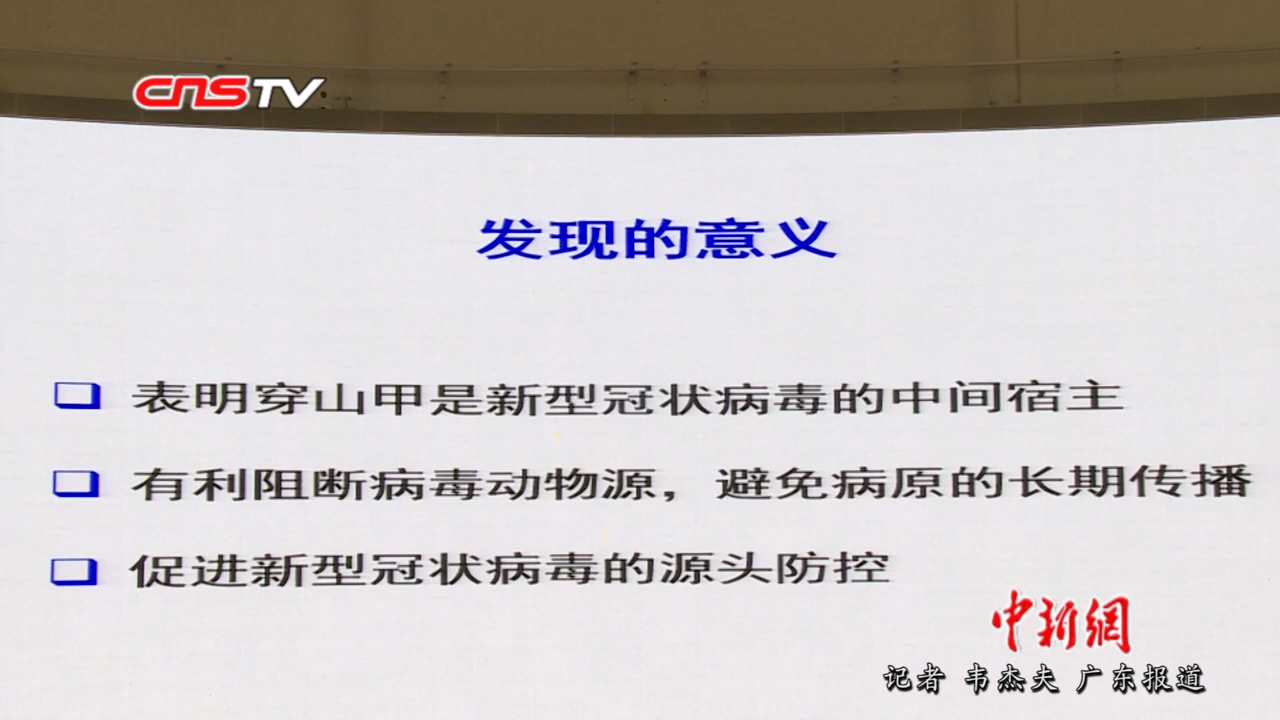 CNSTV
发现的意义
表明穿山甲是新型冠状病毒的中间宿主
有利阻断病毒动物源，避免病原的长期传播
促进新型冠状病毒的源头防控
中新網
记者 韦杰夫 广东报道